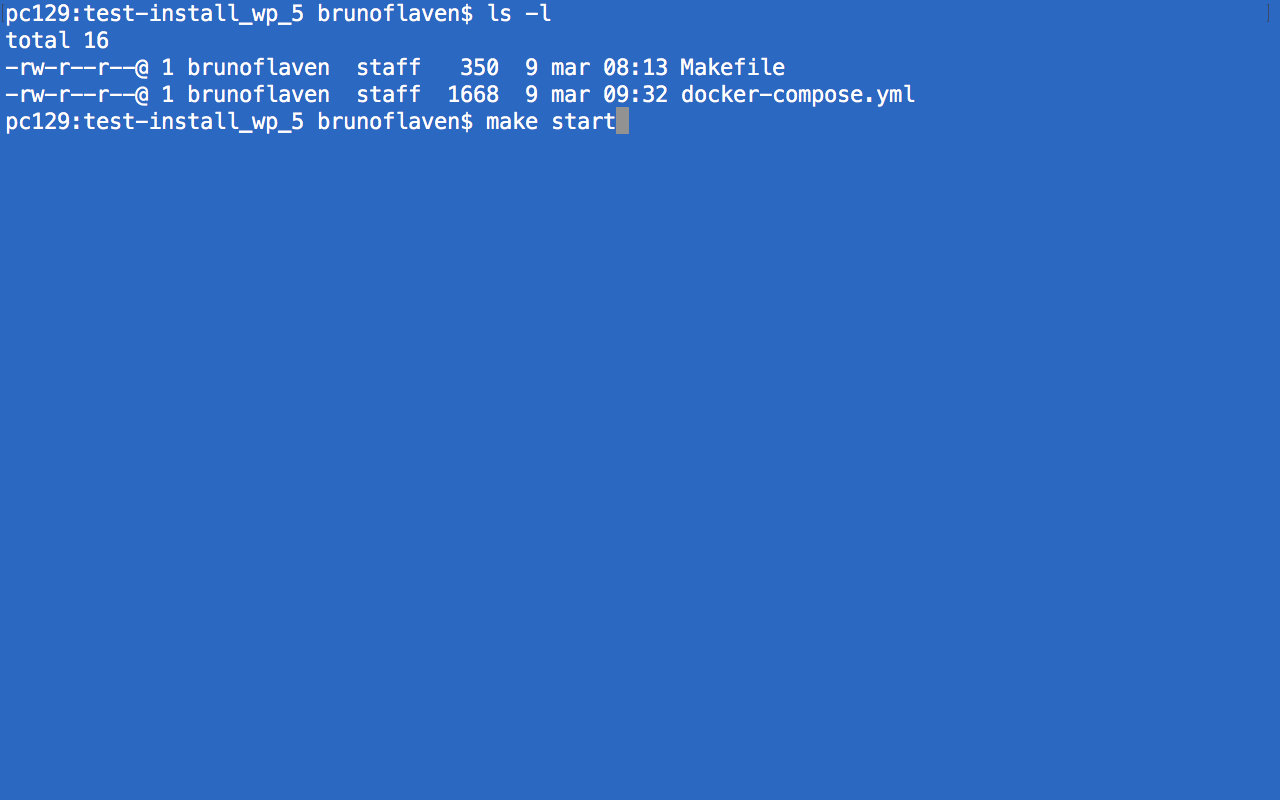 pc129:test-install_wp_5 brunoflaven$ ls -l
total 16
-rw-r--r--@ 1 brunoflaven  staff   350  9 mar 08:13 Makefile
-rw-r--r--@ 1 brunoflaven  staff  1668  9 mar 09:32 docker-compose.yml
pc129:test-install_wp_5 brunoflaven$ make start